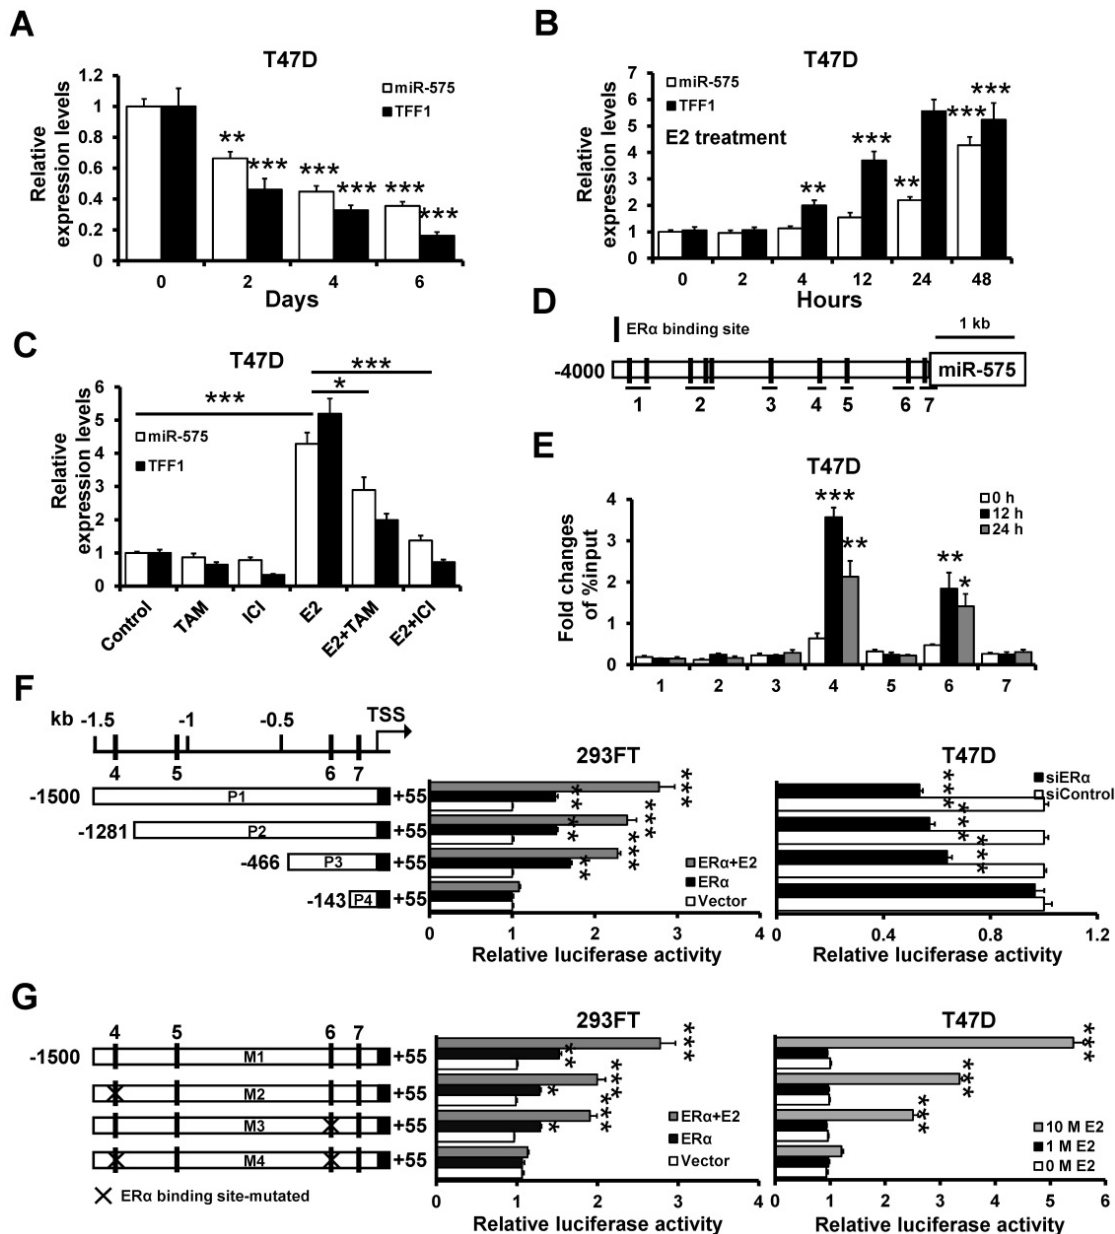 A
T47D
Relative
expression levels
1.2
1
0.8
0.6
0.4
0.2
0
miR-575
TFF1
**
***
***
***
***
***
0
2
4
6
Days
B
T47D
Relative
expression levels
7
6
5
4
3
2
1
0
miR-575
TFF1
E2 treatment
**
***
**
***
***
0
2
4
12
24
48
Hours
C
T47D
Relative
expression levels
6
5
4
3
2
1
0
***
***
*
miR-575
TFF1
Control
TAM
ICI
E2
E2+TAM
E2+ICI
D
ERα binding site
1 kb
-4000
miR-575
1 2 3 4 5 6 7
E
T47D
Fold changes
of %input
4
3
2
1
0
0 h
12 h
24 h
***
**
**
*
1 2 3 4 5 6 7
F
kb -1.5 -1 -0.5 TSS
4 5 6 7
-1500 P1 +55
-1281 P2 +55
-466 P3 +55
-143 P4 +55
293FT
***
**
***
**
***
**
ERα+E2
ERα
Vector
0 1 2 3 4
Relative luciferase activity
T47D
siERα
siControl
***
***
***
0 0.4 0.8 1.2
Relative luciferase activity
G
4 5 6 7
-1500 M1 +55
M2 +55
M3 +55
M4 +55
ERα binding site-mutated
293FT
***
**
***
*
***
*
ERα+E2
ERα
Vector
0 1 2 3 4
Relative luciferase activity
T47D
***
***
***
10 M E2
1 M E2
0 M E2
0 1 2 3 4 5 6
Relative luciferase activity